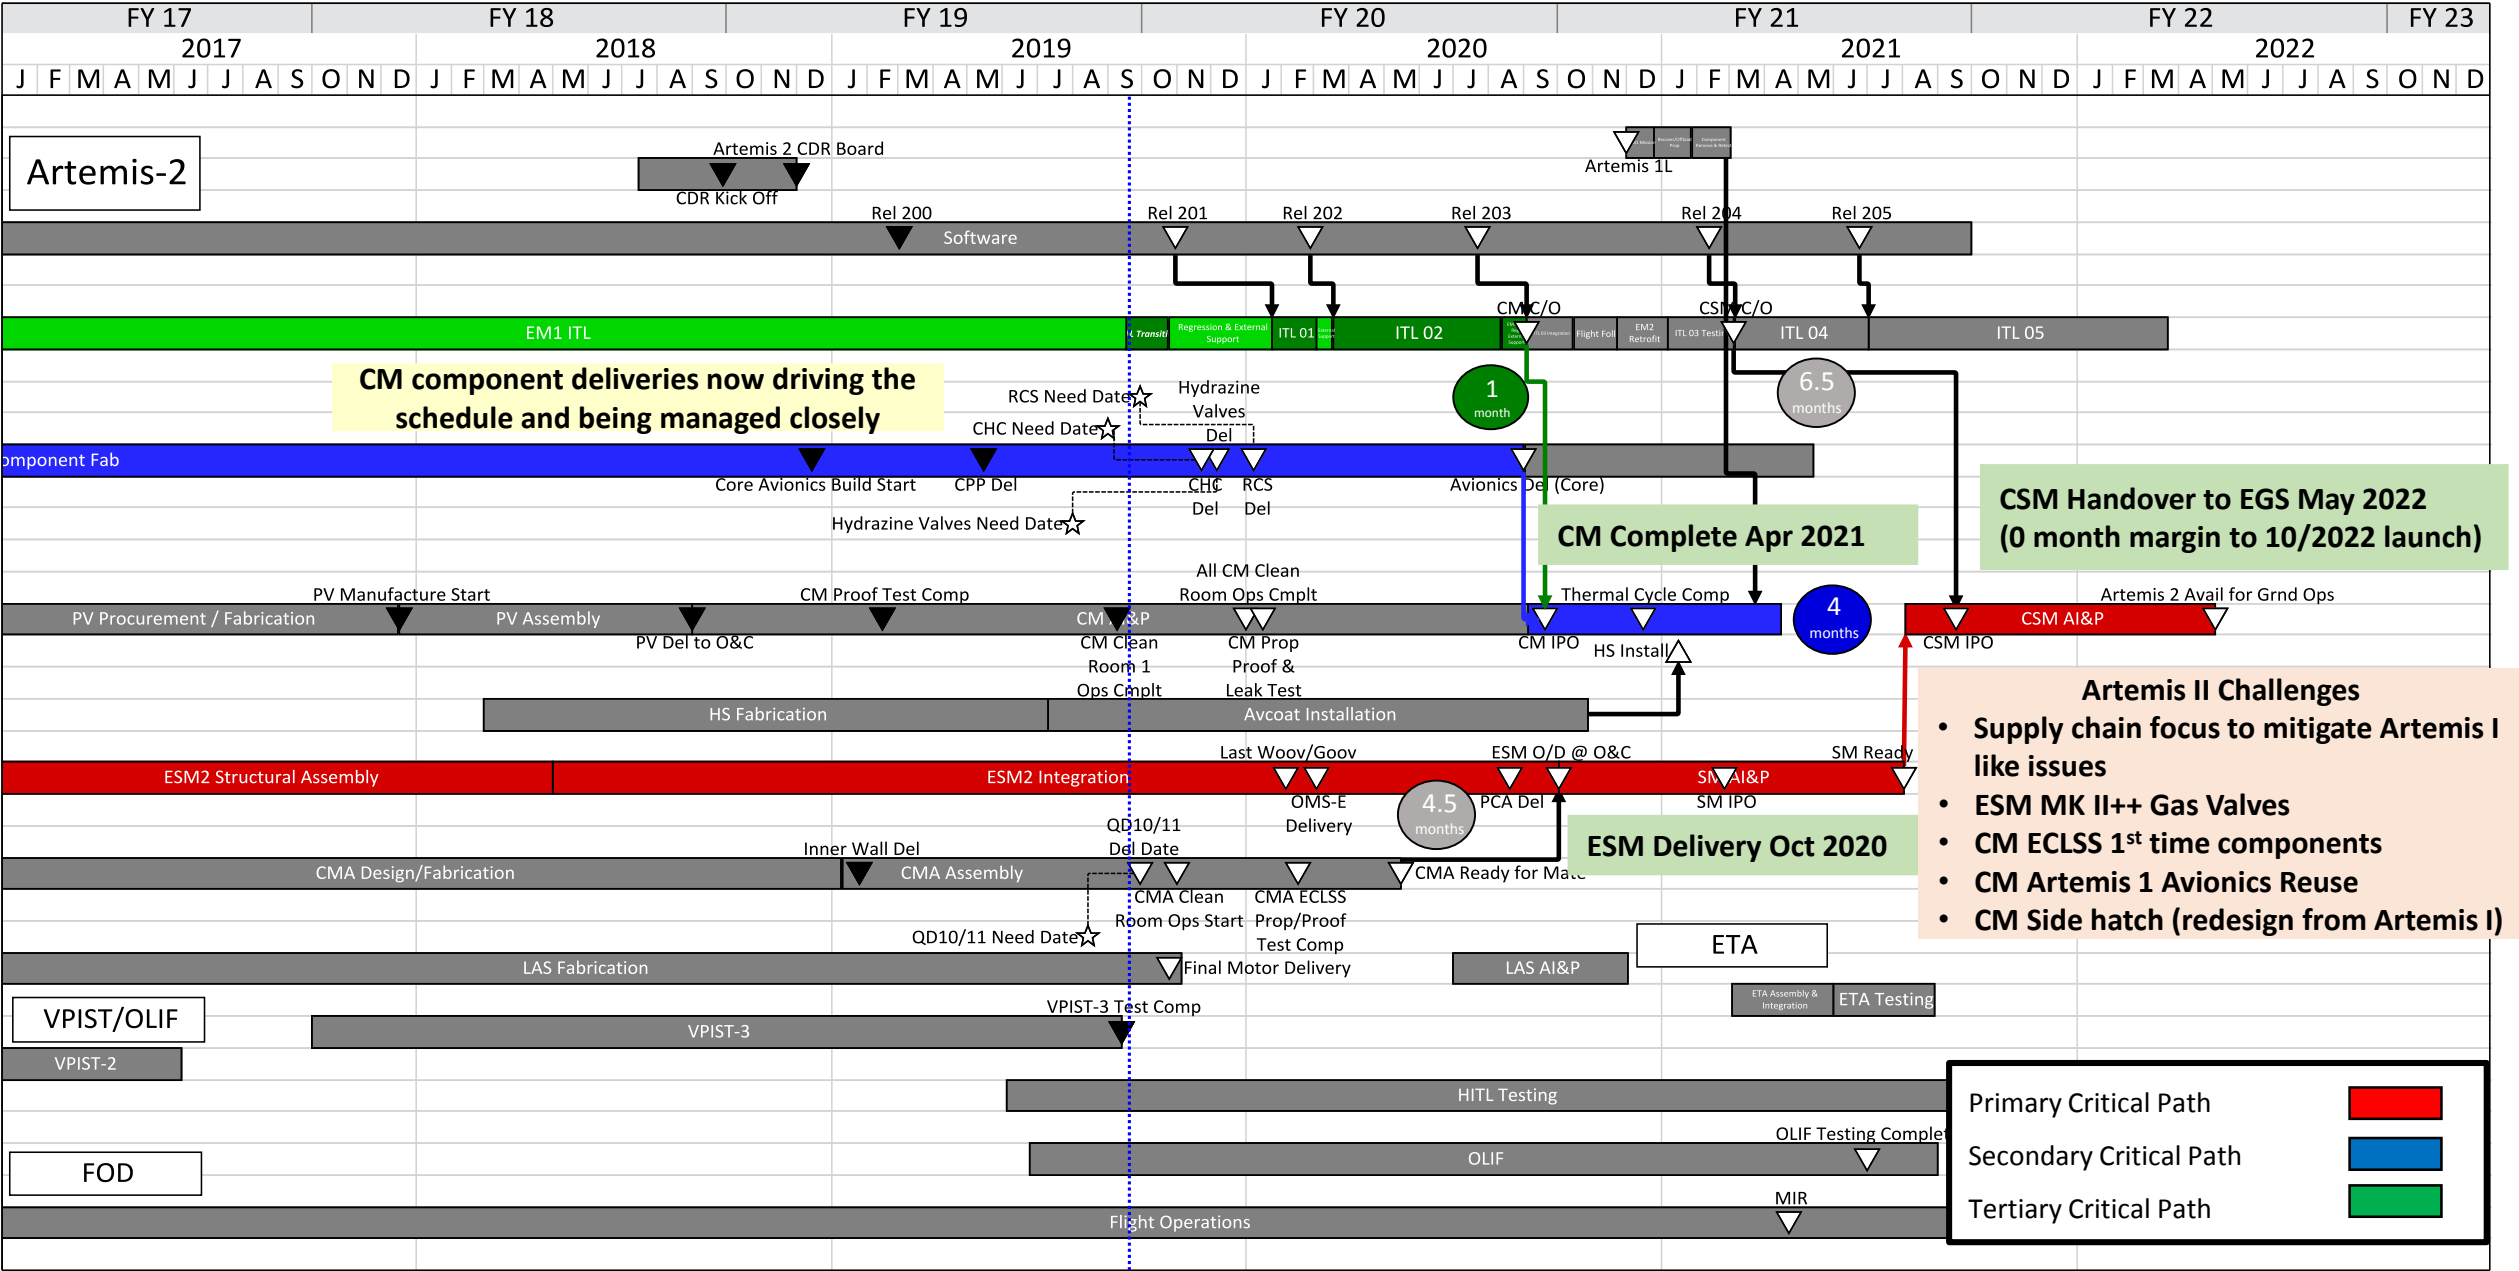 FY 17 FY 18 FY 19 FY 20 FY 21 FY 22 FY 23
2017 2018 2019 2020 2021 2022
J F M A M J J A S O N D J F M A M J J A S O N D J F M A M J J A S O N D J F M A M J J A S O N D J F M A M J J A S O N D J F M A M J J A S O N D
Artemis-2
Artemis 2 CDR Board
CDR Kick Off
Artemis 1L
Prop
Component
Rel 200
Rel 201
Rel 202
Rel 203
Rel 204
Rel 205
Software
CM C/O
CSM C/O
EM1 ITL
Regression & External
Support
ITL 01
ITL 02
Flight Foll
EM2
Retrofit
ITL 03
ITL 04
ITL 05
CM component deliveries now driving the
schedule and being managed closely
RCS Need Date
CHC Need Date
Hydrazine
Valves
Del
1
month
6.5
months
omponent Fab
Core Avionics Build Start
CPP Del
CHC
Del
RCS
Del
Avionics Del (Core)
Hydrazine Valves Need Date
CM Complete Apr 2021
CSM Handover to EGS May 2022
(0 month margin to 10/2022 launch)
PV Manufacture Start
CM Proof Test Comp
All CM Clean
Room Ops Cmplt
Thermal Cycle Comp
Artemis 2 Avail for Grnd Ops
PV Procurement / Fabrication
PV Assembly
CM AI&P
4
months
CSM AI&P
PV Del to O&C
CM Clean
Room 1
Ops Cmplt
CM Prop
Proof &
Leak Test
CM IPO
HS Install
CSM IPO
HS Fabrication
Avcoat Installation
Artemis II Challenges
• Supply chain focus to mitigate Artemis I
like issues
• ESM MK II++ Gas Valves
• CM ECLSS 1st time components
• CM Artemis 1 Avionics Reuse
• CM Side hatch (redesign from Artemis I)
Last Woov/Goov
ESM O/D @ O&C
SM Ready
ESM2 Structural Assembly
ESM2 Integration
SM AI&P
OMS-E
Delivery
4.5
months
PCA Del
SM IPO
QD10/11
Del Date
Inner Wall Del
ESM Delivery Oct 2020
CMA Design/Fabrication
CMA Assembly
CMA Ready for Mate
CMA Clean
Room Ops Start
CMA ECLSS
Prop/Proof
Test Comp
QD10/11 Need Date
ETA
LAS Fabrication
Final Motor Delivery
LAS AI&P
ETA Assembly &
Integration
ETA Testing
VPIST/OLIF
VPIST-3 Test Comp
VPIST-3
VPIST-2
HITL Testing
OLIF Testing Complet
OLIF
FOD
MIR
Flight Operations
Primary Critical Path
Secondary Critical Path
Tertiary Critical Path